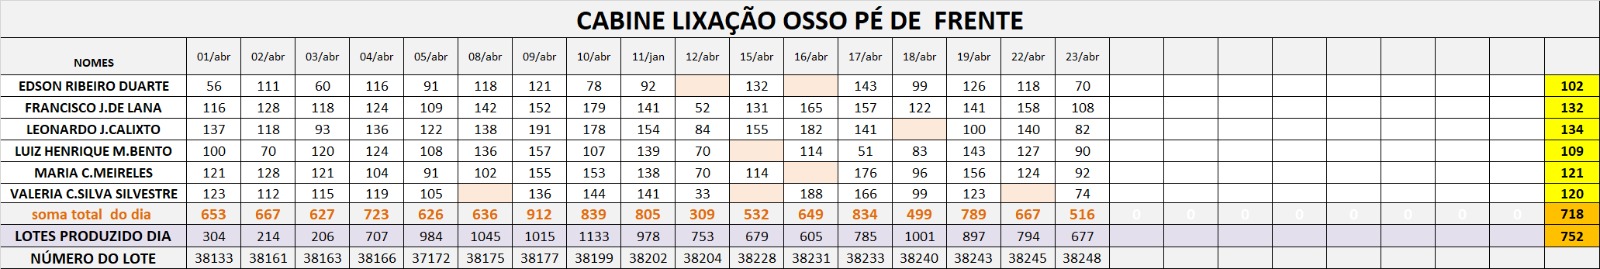 CABINE LIXAÇÃO OSSO PÉ DE FRENTE
NOMES 01/abr 02/abr 03/abr 04/abr 05/abr 08/abr 09/abr 10/abr 11/jan 12/abr 15/abr 16/abr 17/abr 18/abr 19/abr 22/abr 23/abr
EDSON RIBEIRO DUARTE 56 111 60 116 91 118 121 78 92 132 143 99 126 118 70 102
FRANCISCO J.DE LANA 116 128 118 124 109 142 152 179 141 52 131 165 157 122 141 158 108 132
LEONARDO J.CALIXTO 137 118 93 136 122 138 191 178 154 84 155 182 141 100 140 82 134
LUIZ HENRIQUE M.BENTO 100 70 120 124 108 136 157 107 139 70 114 51 83 143 127 90 109
MARIA C.MEIRELES 121 128 121 104 91 102 155 153 138 70 114 176 96 156 124 92 121
VALERIA C.SILVA SILVESTRE 123 112 115 119 105 136 144 141 33 188 166 99 123 74 120
soma total do dia 653 667 627 723 626 636 912 839 805 309 532 649 834 499 789 667 516 0 0 0 0 0 0 0 0 718
LOTES PRODUZIDO DIA 304 214 206 707 984 1045 1015 1133 978 753 679 605 785 1001 897 794 677 752
NÚMERO DO LOTE 38133 38161 38163 38166 37172 38175 38177 38199 38202 38204 38228 38231 38233 38240 38243 38245 38248